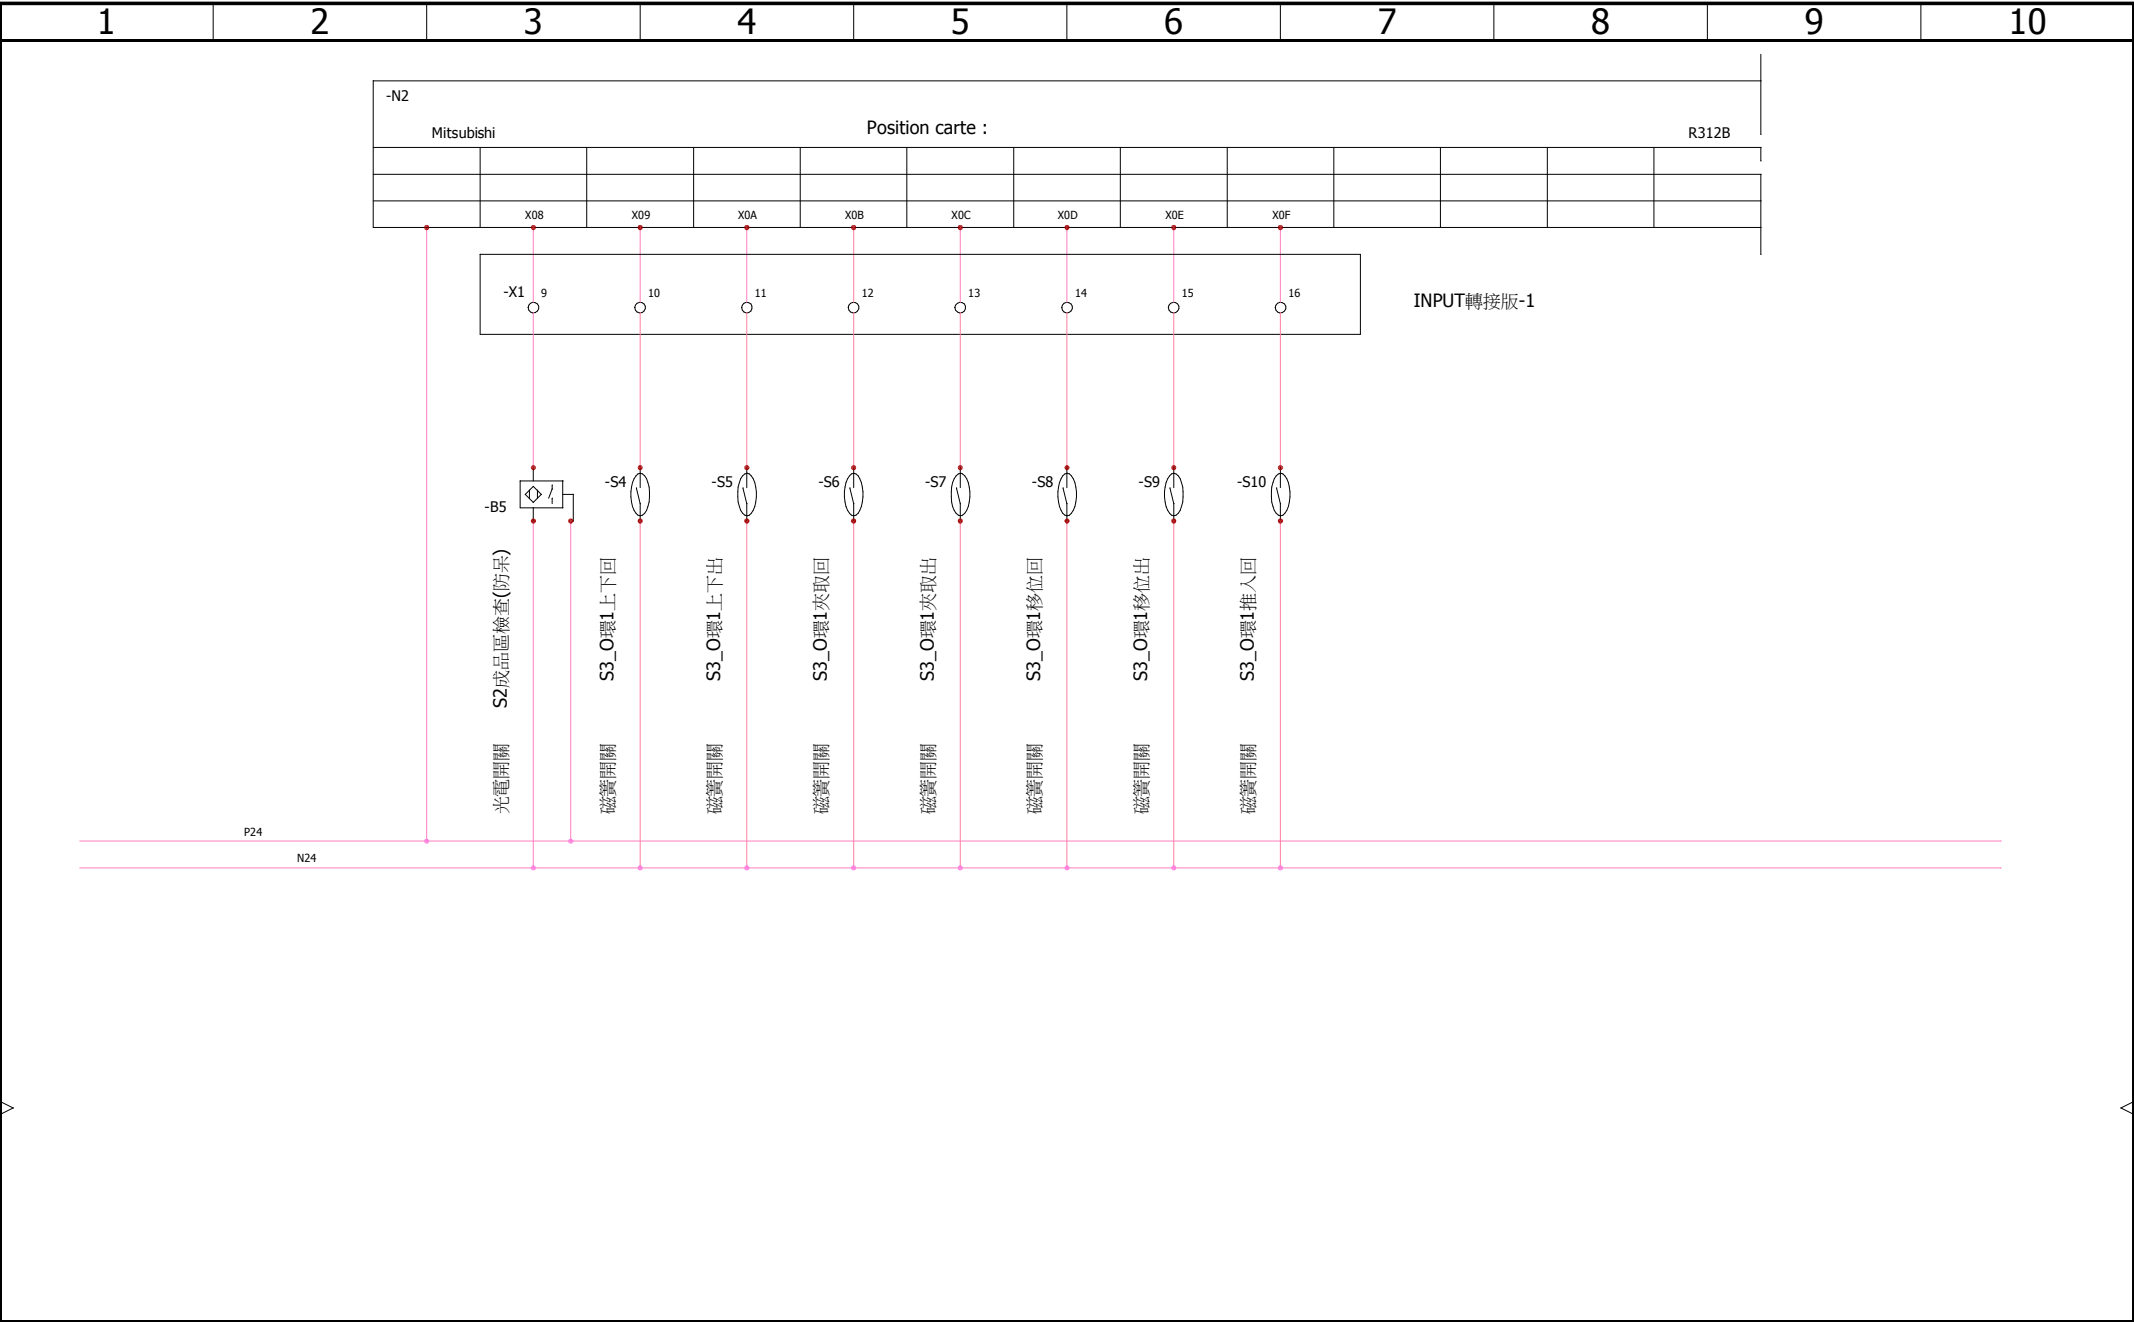 1 2 3 4 5 6 7 8 9 10
-N2
Mitsubishi Position carte : R312B
X08 X09 X0A X0B X0C X0D X0E X0F
-X1 9 10 11 12 13 14 15 16
INPUT轉接版-1
-B5 -S4 -S5 -S6 -S7 -S8 -S9 -S10
光電開關 S2成品區檢查(防呆)
磁簧開關 S3_O環1上下回
磁簧開關 S3_O環1上下出
磁簧開關 S3_O環1夾取回
磁簧開關 S3_O環1夾取出
磁簧開關 S3_O環1移位回
磁簧開關 S3_O環1移位出
磁簧開關 S3_O環1推入回
P24
N24